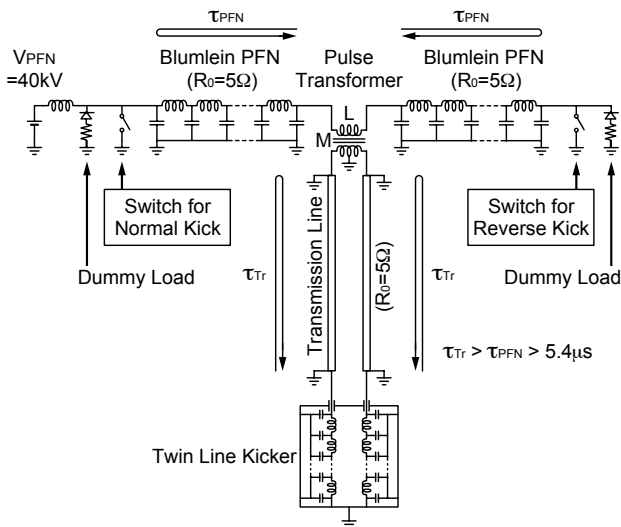 τPFN
τPFN
VPFN
=40kV
Blumlein PFN
(R0=5Ω)
Pulse
Transformer
Blumlein PFN
(R0=5Ω)
L
M
Switch for
Normal Kick
Switch for
Reverse Kick
Dummy Load
Dummy Load
τTr
Transmission Line
(R0=5Ω)
τTr
τTr > τPFN > 5.4μs
Twin Line Kicker